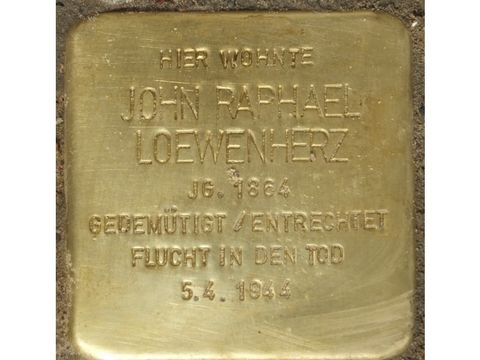 HIER WOHNTE
JOHN RAPHAEL
LOEWENHERZ
JG. 1864
GEDEMÜTIGT / ENTRECHTET
FLUCHT IN DEN TOD
5.4. 1944